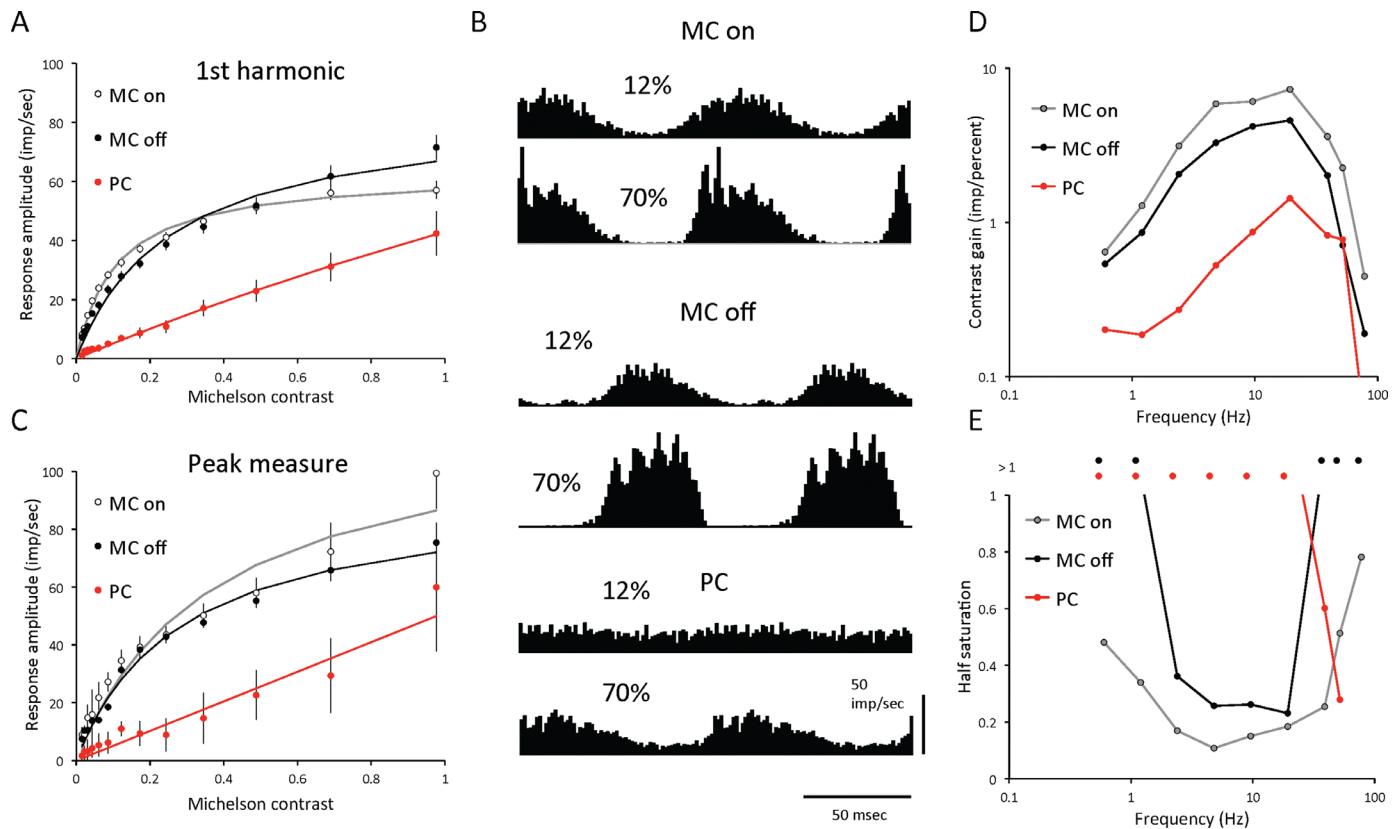 A
1st harmonic
Response amplitude (imp/sec)
100
80
60
40
20
0
MC on
MC off
PC
0
0.2
0.4
0.6
0.8
1
Michelson contrast
B
MC on
12%
70%
MC off
12%
70%
PC
12%
70%
50
imp/sec
50 msec
C
Peak measure
Response amplitude (imp/sec)
100
80
60
40
20
0
MC on
MC off
PC
0
0.2
0.4
0.6
0.8
1
Michelson contrast
D
Contrast gain (imp/percent)
10
1
0.1
MC on
MC off
PC
0.1
1
10
100
Frequency (Hz)
E
>1
Half saturation
1
0.8
0.6
0.4
0.2
0
MC on
MC off
PC
0.1
1
10
100
Frequency (Hz)